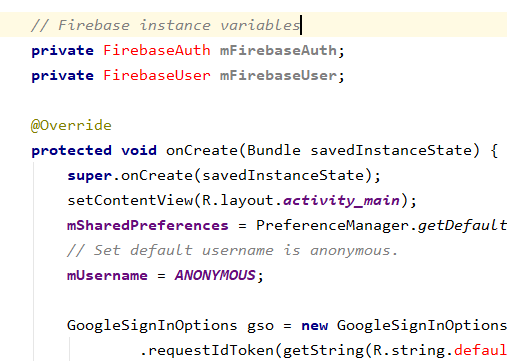 // Firebase instance variables
private FirebaseAuth mFirebaseAuth;
private FirebaseUser mFirebaseUser;
@Override
protected void onCreate(Bundle savedInstanceState) {
super.onCreate(savedInstanceState);
setContentView(R.layout.activity_main);
mSharedPreferences = PreferenceManager.getDefault
// Set default username is anonymous.
mUsername = ANONYMOUS;
GoogleSignInOptions gso = new GoogleSignInOptions
.requestIdToken(getString(R.string.defaul